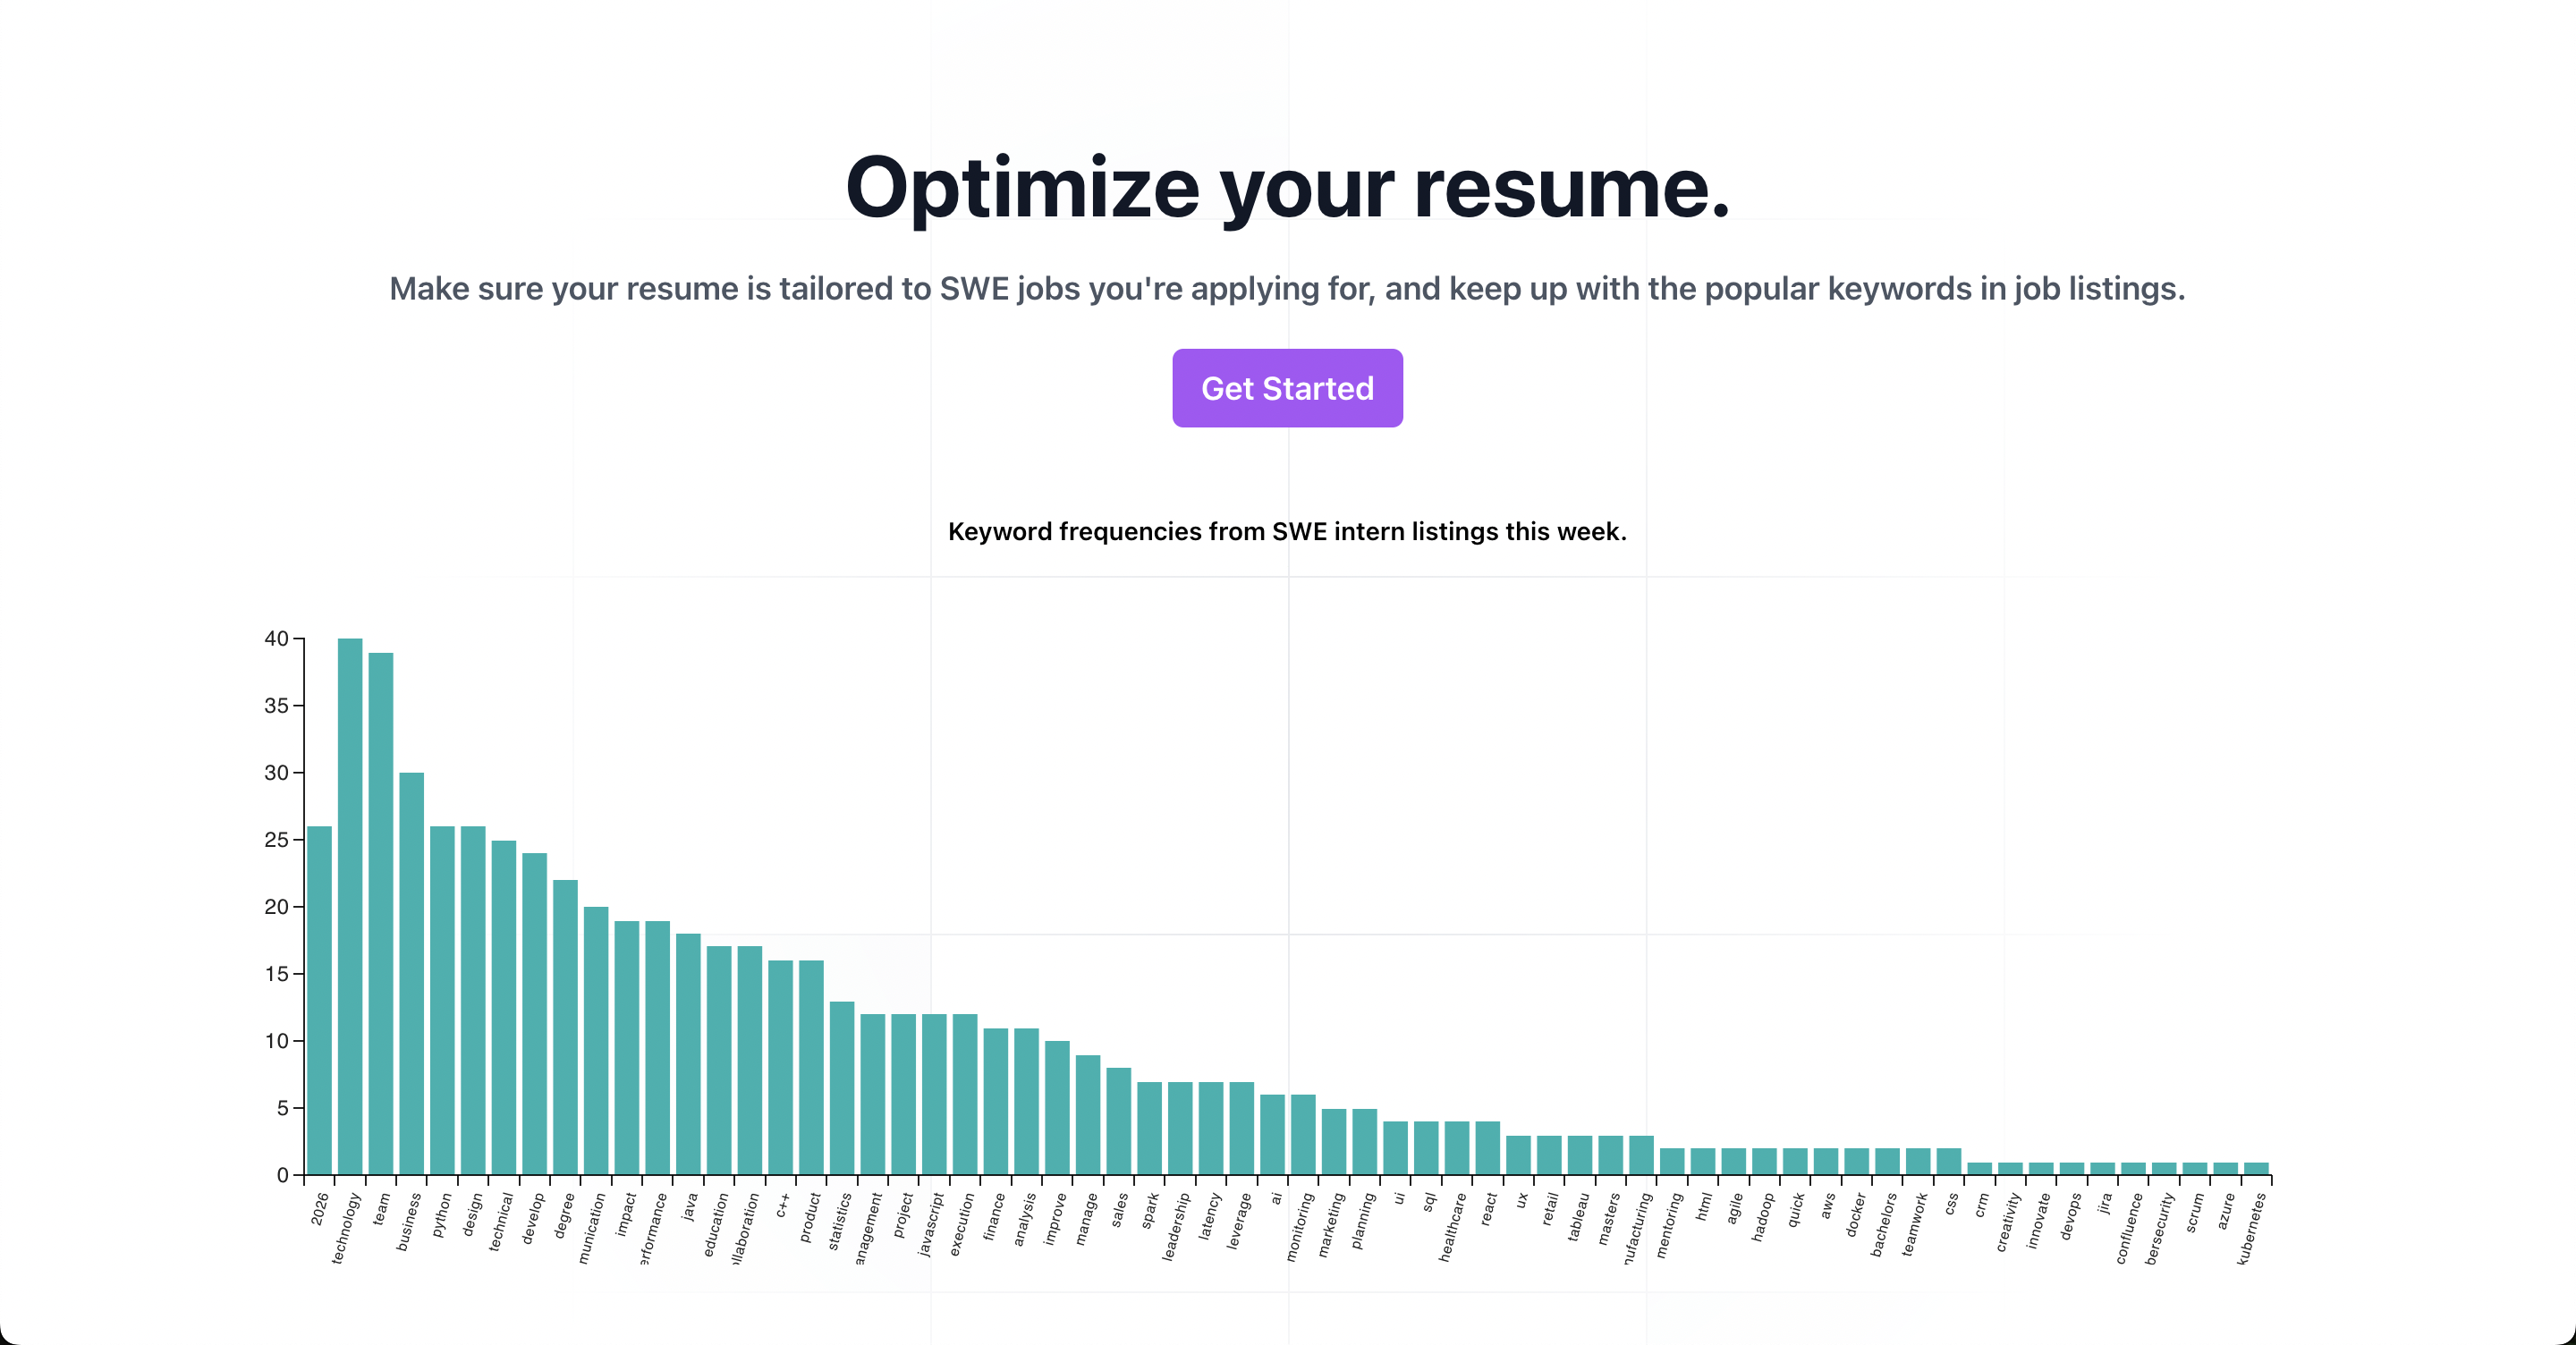 Optimize your resume.
Make sure your resume is tailored to SWE jobs you're applying for, and keep up with the popular keywords in job listings.
Get Started
Keyword frequencies from SWE intern listings this week.
40
35
30
25
20
15
10
5
0
2026
technology
team
business
python
design
technical
develop
degree
munication
impact
erformance
java
education
ollaboration
c++
product
statistics
anagement
project
javascript
execution
finance
analysis
improve
manage
sales
spark
leadership
latency
leverage
ai
monitoring
marketing
planning
ui
sql
healthcare
react
ux
retail
tableau
masters
nufacturing
mentoring
html
agile
hadoop
quick
aws
docker
bachelors
teamwork
css
crm
creativity
innovate
devops
jira
confluence
bersecurity
scrum
azure
kubernetes